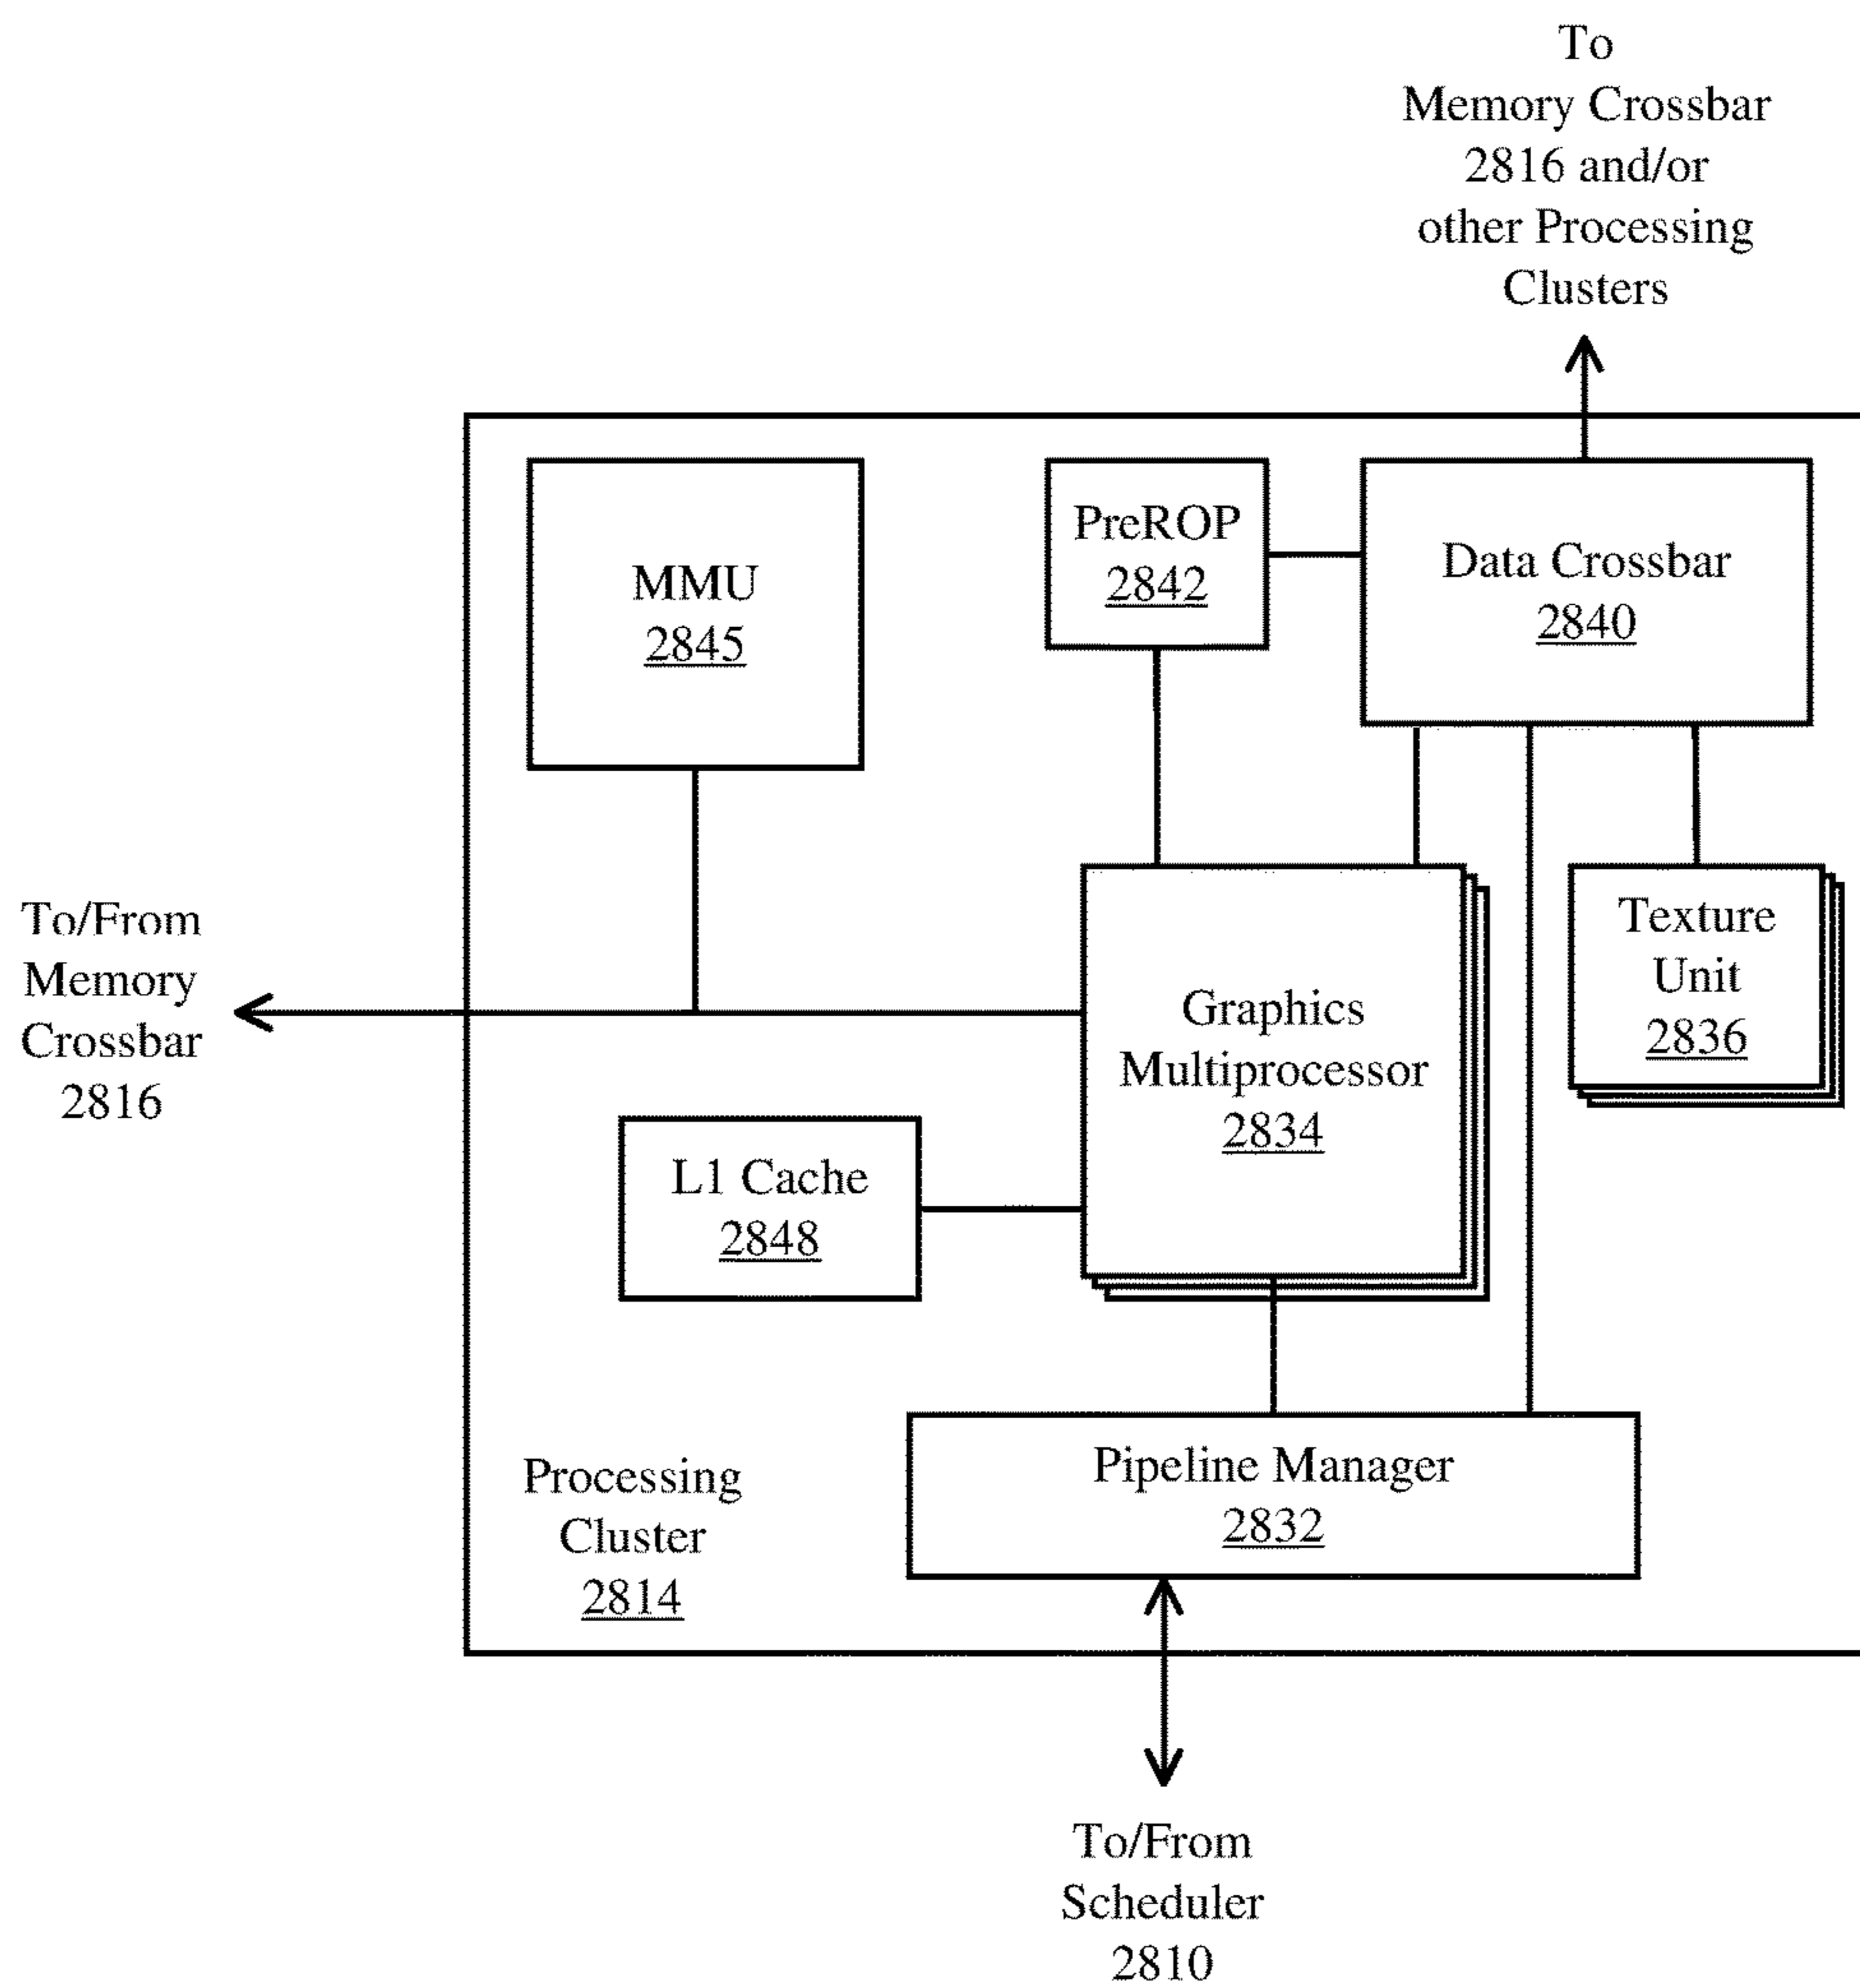 To
Memory Crossbar
2816 and/or
other Processing
Clusters
MMU
2845
PreROP
2842
Data Crossbar
2840
To/From
Memory
Crossbar
2816
Graphics
Multiprocessor
2834
Texture
Unit
2836
L1 Cache
2848
Processing
Cluster
2814
Pipeline Manager
2832
To/From
Scheduler
2810